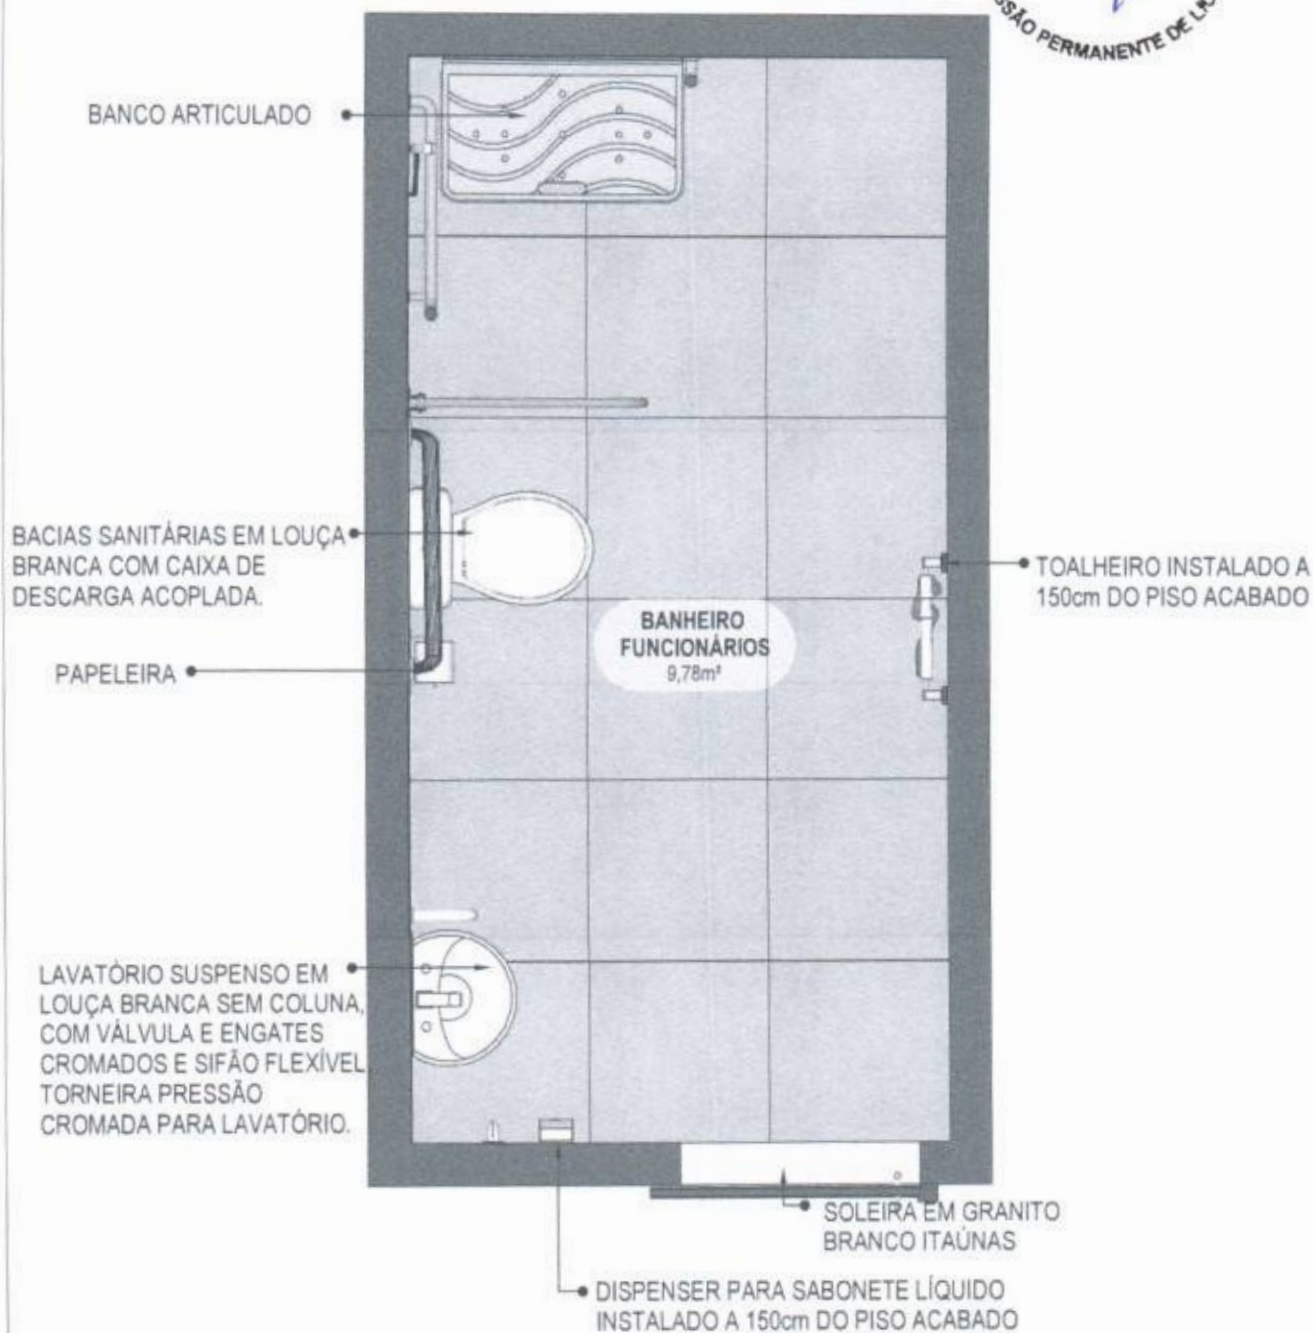 SSÃO PERMANENTE DE LIC
BANCO ARTICULADO
BACIAS SANITÁRIAS EM LOUÇA
BRANCA COM CAIXA DE
DESCARGA ACOPLADA.
TOALHEIRO INSTALADO A
150cm DO PISO ACABADO
BANHEIRO
FUNCIONÁRIOS
9,78m²
PAPELEIRA
LAVATÓRIO SUSPENSO EM
LOUÇA BRANCA SEM COLUNA,
COM VÁLVULA E ENGATES
CROMADOS E SIFÃO FLEXÍVEL
TORNEIRA PRESSÃO
CROMADA PARA LAVATÓRIO.
SOLEIRA EM GRANITO
BRANCO ITAÚNAS
DISPENSER PARA SABONETE LÍQUIDO
INSTALADO A 150cm DO PISO ACABADO